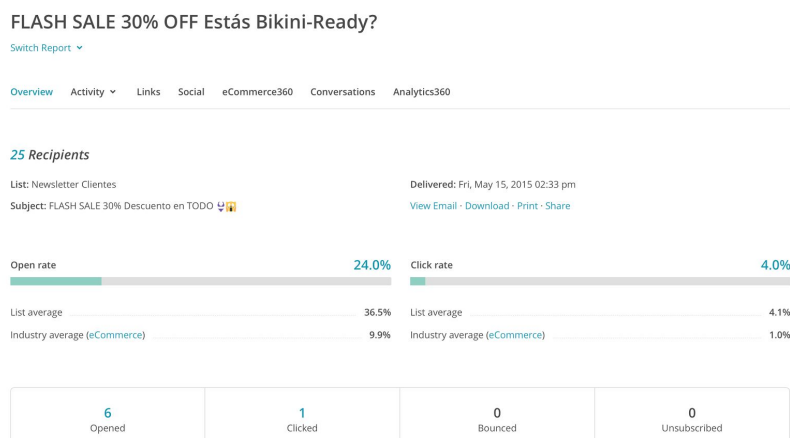 FLASH SALE 30% OFF Estás Bikini-Ready?
Switch Report
Overview Activity Links Social eCommerce360 Conversations Analytics360
25 Recipients
List: Newsletter Clientes Delivered: Fri, May 15, 2015 02:33 pm
Subject: FLASH SALE 30% Descuento en TODO 👙🌇 View Email · Download · Print · Share
Open rate 24.0% Click rate 4.0%
List average 36.5% List average 4.1%
Industry average (eCommerce) 9.9% Industry average (eCommerce) 1.0%
6 1 0 0
Opened Clicked Bounced Unsubscribed